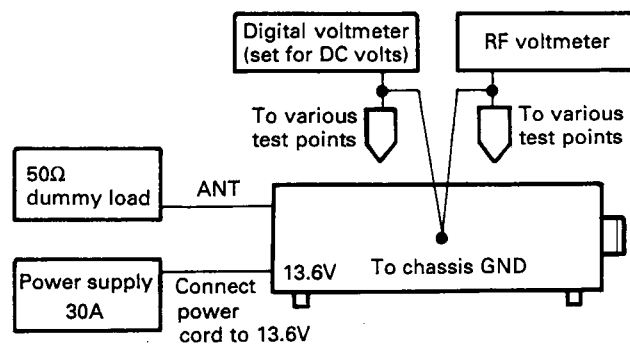 Digital voltmeter
(set for DC volts)
RF voltmeter
To various
test points
To various
test points
50Ω
dummy load
ANT
Power supply
30A
13.6V
To chassis GND
Connect
power
cord to 13.6V